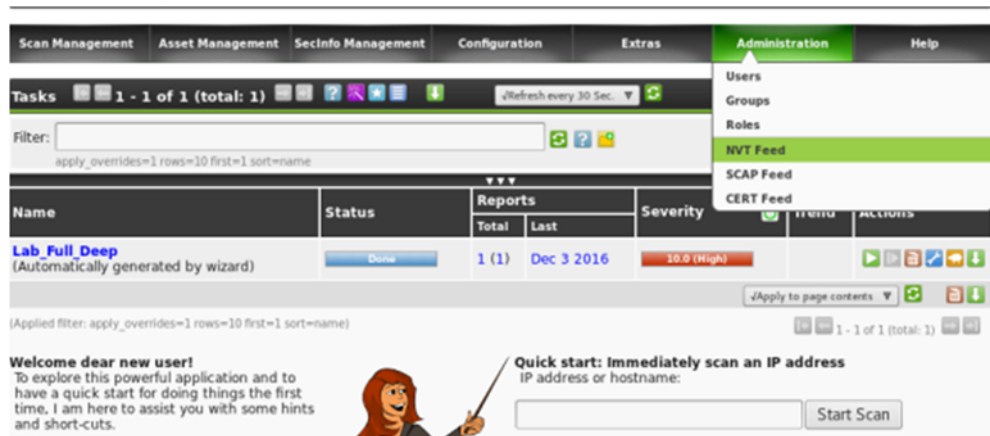 Scan Management Asset Management SecInfo Management Configuration Extras Administration Help
Users
Groups
Roles
NVT Feed
SCAP Feed
CERT Feed
Tasks 1 - 1 of 1 (total: 1) √Refresh every 30 Sec.
Filter:
apply_overrides=1 rows=10 first=1 sort=name
Name Status Reports Severity Trend Actions
Total Last
Lab_Full_Deep Done 1 (1) Dec 3 2016 10.0 (High)
(Automatically generated by wizard)
√Apply to page contents
(Applied filter: apply_overrides=1 rows=10 first=1 sort=name) 1 - 1 of 1 (total: 1)
Welcome dear new user!
To explore this powerful application and to
have a quick start for doing things the first
time, I am here to assist you with some hints
and short-cuts.
Quick start: Immediately scan an IP address
IP address or hostname:
Start Scan